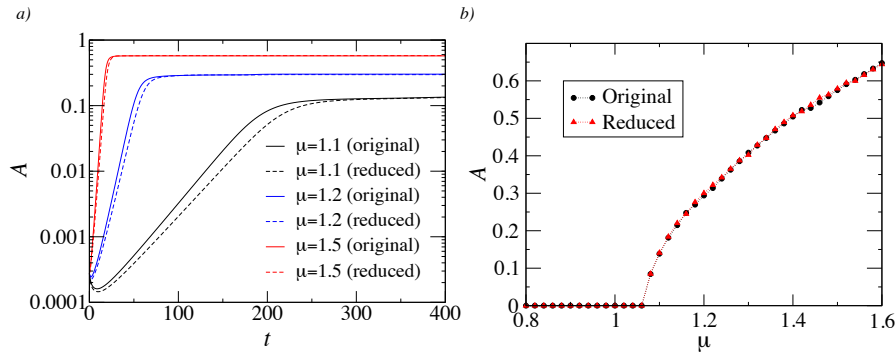 a)
b)
1
0.1
0.01
0.001
0.0001
A
0 100 200 300 400
t
μ=1.1 (original)
μ=1.1 (reduced)
μ=1.2 (original)
μ=1.2 (reduced)
μ=1.5 (original)
μ=1.5 (reduced)
0.6
0.5
0.4
0.3
0.2
0.1
0
A
0.8 1 1.2 1.4 1.6
μ
Original
Reduced